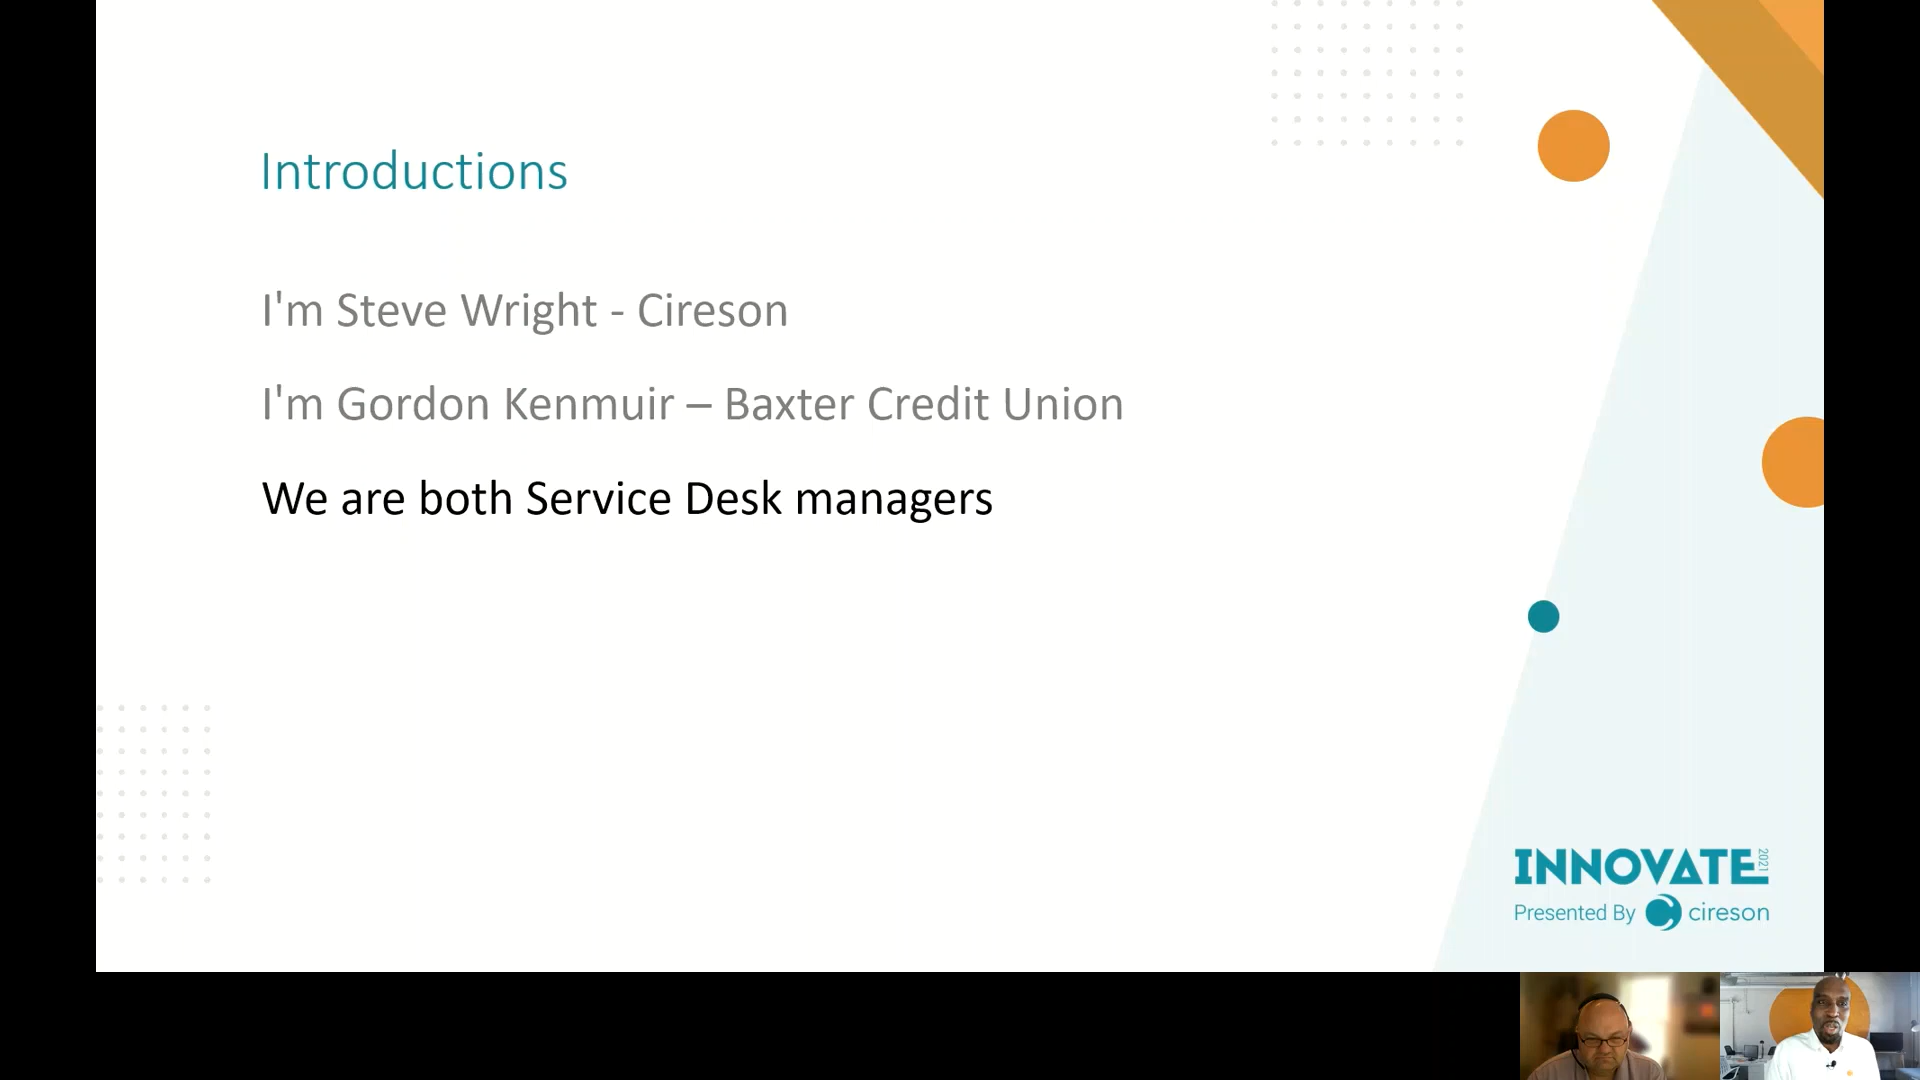 Introductions
I'm Steve Wright - Cireson
I'm Gordon Kenmuir – Baxter Credit Union
We are both Service Desk managers
INNOVATE 2021
Presented By cireson